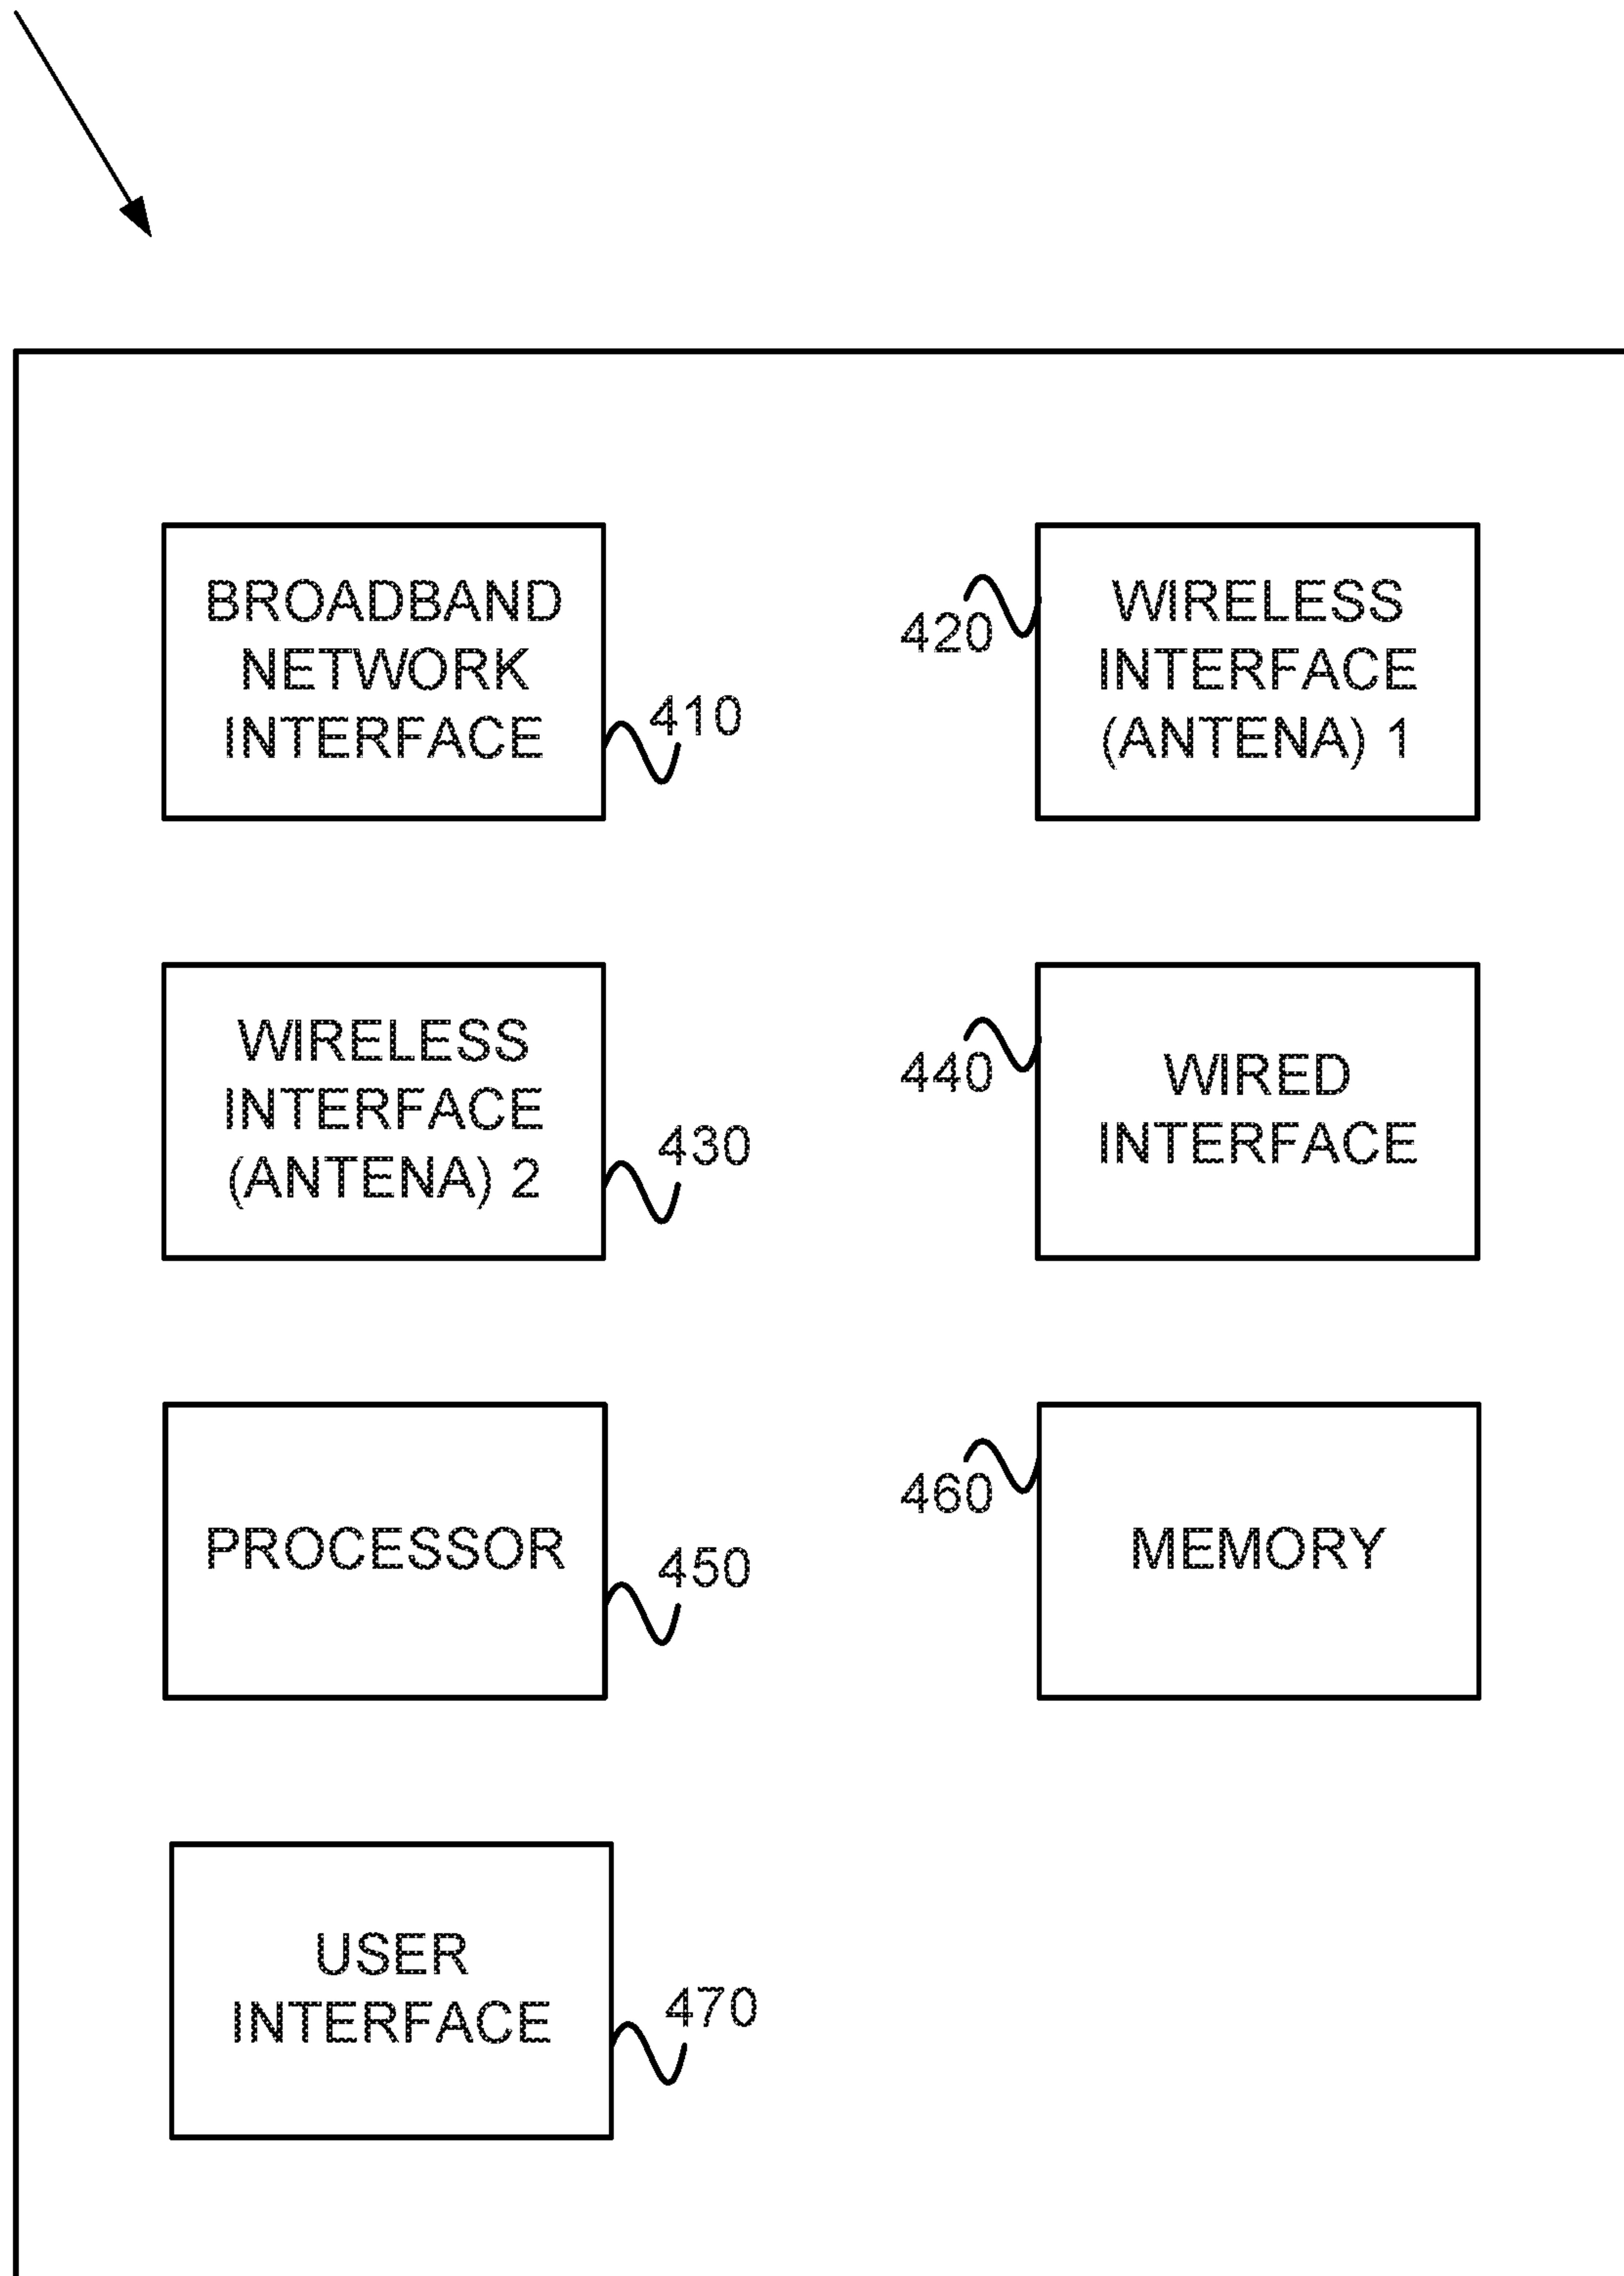 BROADBAND
NETWORK
INTERFACE
410
420
WIRELESS
INTERFACE
(ANTENA) 1
WIRELESS
INTERFACE
(ANTENA) 2
430
440
WIRED
INTERFACE
PROCESSOR
450
460
MEMORY
USER
INTERFACE
470